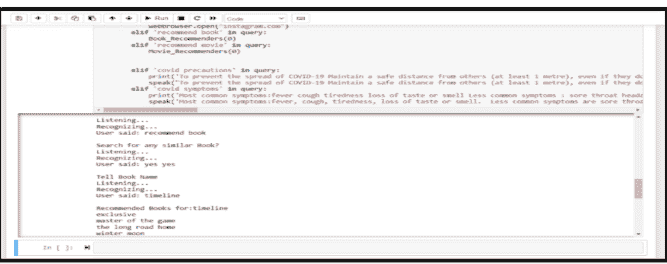 Run
Code
webbrowser.open("instagram.com")
elif 'recommend book' in query:
Book_Recommenders(0)
elif 'recommend movie' in query:
Movie_Recommenders(0)
elif 'covid precautions' in query:
print('To prevent the spread of COVID-19 Maintain a safe distance from others (at least 1 metre), even if they do
speak('To prevent the spread of COVID-19 Maintain a safe distance from others (at least 1 metre), even if they do
elif 'covid symptoms' in query:
print('Most common symptoms:fever cough tiredness loss of taste or smell Less common symptoms : sore throat heada
speak('Most common symptoms:fever, cough, tiredness, loss of taste or smell. Less common symptoms are sore throa
Listening...
Recognizing...
User said: recommend book
Search for any similar Book?
Listening...
Recognizing...
User said: yes yes
Tell Book Name
Listening...
Recognizing...
User said: timeline
Recommended Books for:timeline
exclusive
master of the game
the long road home
winter moon
In [ ]: